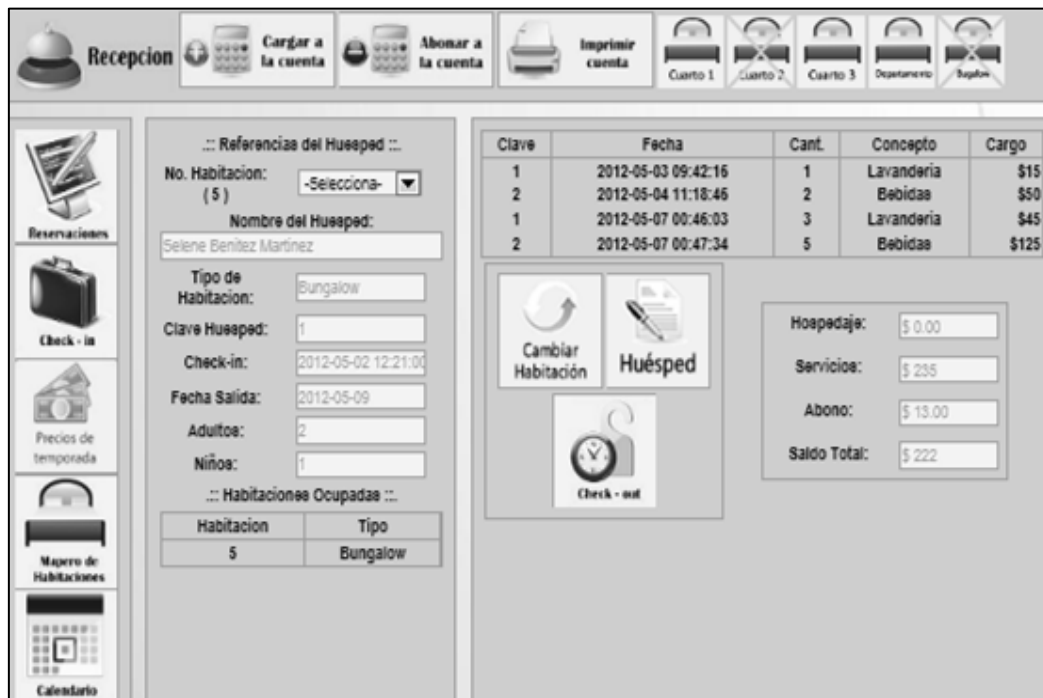 Recepcion
Cargar a
la cuenta
Abonar a
la cuenta
Imprimir
cuenta
Cuarto 1
Cuarto 2
Cuarto 3
Departamento
Bugalow
Reservaciones
Check - in
Precios de
temporada
Mapero de
Habitaciones
Calendario
.:: Referencias del Huesped ::.
No. Habitacion:
( 5 )
-Selecciona-
Nombre del Huesped:
Selene Benitez Martinez
Tipo de
Habitacion:
Bungalow
Clave Huesped:
1
Check-in:
2012-05-02 12:21:00
Fecha Salida:
2012-05-09
Adultos:
2
Niños:
1
.:: Habitaciones Ocupadas ::.
Habitacion Tipo
5 Bungalow
Clave Fecha Cant. Concepto Cargo
1 2012-05-03 09:42:16 1 Lavanderia $15
2 2012-05-04 11:18:46 2 Bebidas $50
1 2012-05-07 00:46:03 3 Lavanderia $45
2 2012-05-07 00:47:34 5 Bebidas $125
Cambiar
Habitación
Huésped
Check - out
Hospedaje: $ 0.00
Servicios: $ 235
Abono: $ 13.00
Saldo Total: $ 222